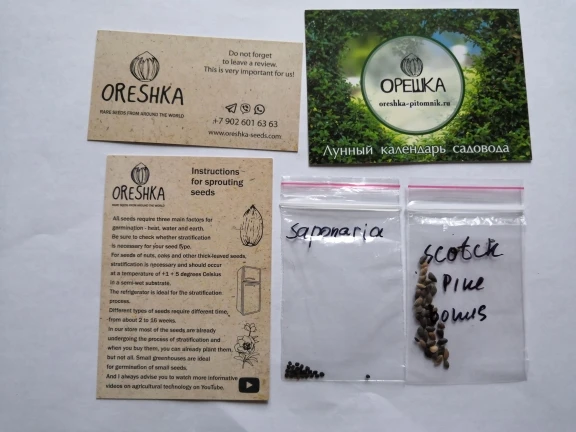 ORESHKA
RARE SEEDS FROM AROUND THE WORLD
Do not forget
to leave a review.
This is very important for us!
+7 902 601 63 63
www.oreshka-seeds.com
ОРЕШКА
oreshka-pitomnik.ru
Лунный календарь садовода
ORESHKA
RARE SEEDS FROM AROUND THE WORLD
Instructions
for sprouting
seeds
All seeds require three main factors for
germination - heat, water and earth.
Be sure to check whether stratification
is necessary for your seed type.
For seeds of nuts, oaks and other thick-leaved seeds,
stratification is necessary and should occur
at a temperature of +1 + 5 degrees Celsius
in a semi-wet substrate.
The refrigerator is ideal for the stratification
process.
Different types of seeds require different time,
from about 2 to 16 weeks.
In our store most of the seeds are already
undergoing the process of stratification and
when you buy them, you can already plant them,
but not all. Small greenhouses are ideal
for germination of small seeds.
And I always advise you to watch more informative
videos on agricultural technology on YouTube.
saponaria
scotch
Pine